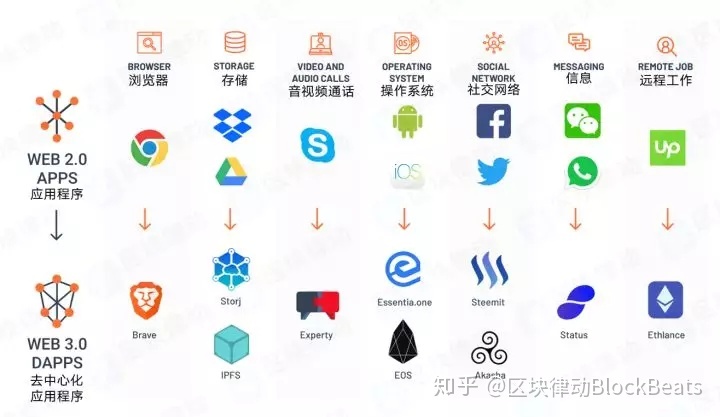 BROWSER
浏览器
STORAGE
存储
VIDEO AND
AUDIO CALLS
音视频通话
OS
OPERATING
SYSTEM
操作系统
SOCIAL
NETWORK
社交网络
MESSAGING
信息
REMOTE JOB
远程工作
WEB 2.0
APPS
应用程序
iOS
up
WEB 3.0
DAPPS
去中心化
应用程序
Brave
Storj
IPFS
Experty
Essentia.one
EOS
Steemit
Akasha
Status
Ethlance
知乎 @区块律动BlockBeats